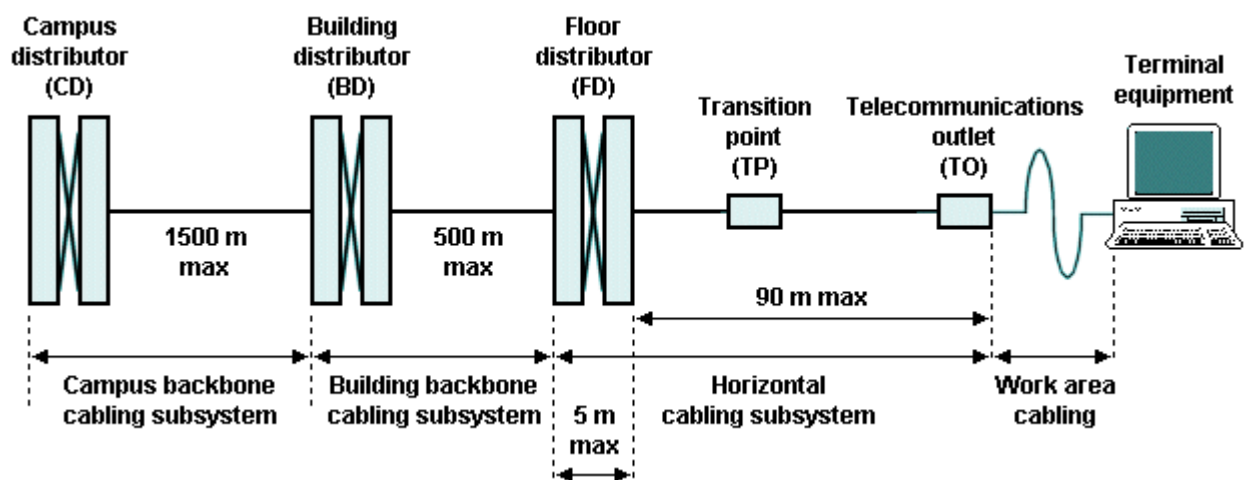 Campus
distributor
(CD)
Building
distributor
(BD)
Floor
distributor
(FD)
Transition
point
(TP)
Telecommunications
outlet
(TO)
Terminal
equipment
1500 m
max
500 m
max
90 m max
Campus backbone
cabling subsystem
Building backbone
cabling subsystem
5 m
max
Horizontal
cabling subsystem
Work area
cabling